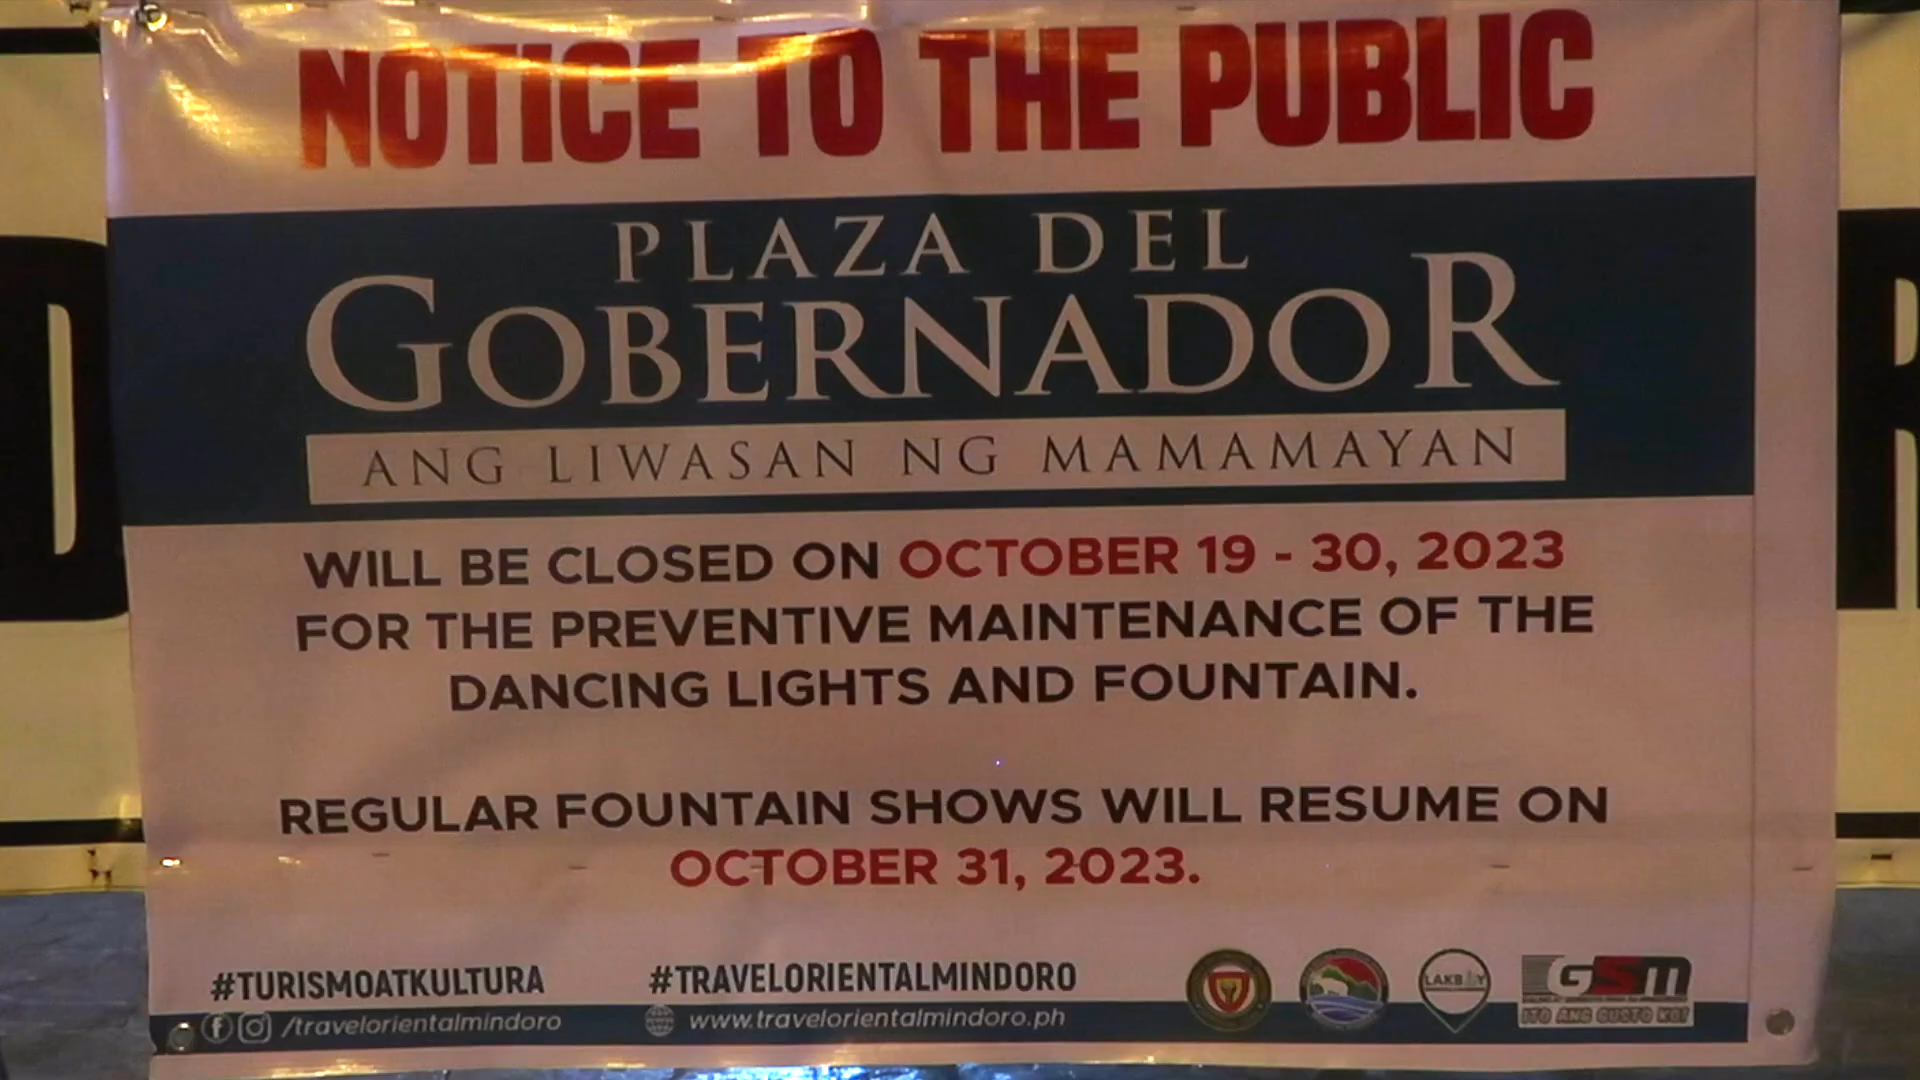 NOTICE TO THE PUBLIC
PLAZA DEL
GOBERNADOR
ANG LIWASAN NG MAMAMAYAN
WILL BE CLOSED ON OCTOBER 19 - 30, 2023
FOR THE PREVENTIVE MAINTENANCE OF THE
DANCING LIGHTS AND FOUNTAIN.
REGULAR FOUNTAIN SHOWS WILL RESUME ON
OCTOBER 31, 2023.
#TURISMOATKULTURA #TRAVELORIENTALMINDORO
/travelorientalmindoro www.travelorientalmindoro.ph
LAKBAY
GSM
ITO ANG GUSTO KO!